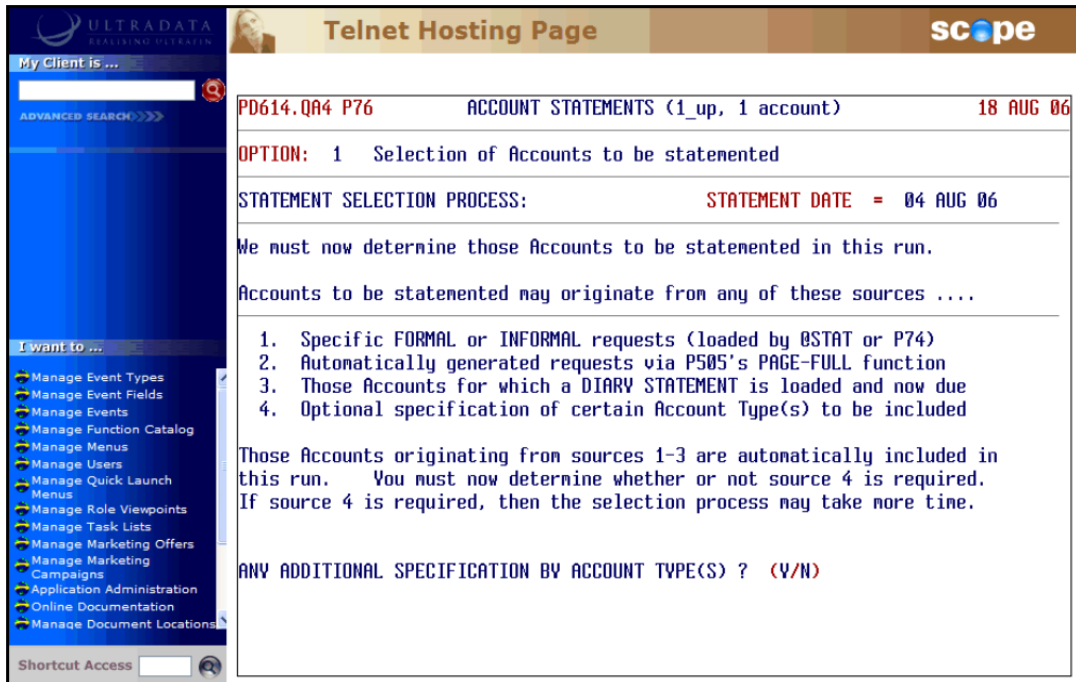 ULTRADATA
REALISING ULTRAFIN
Telnet Hosting Page
scope
My Client is ...
ADVANCED SEARCH
PD614.QA4 P76 ACCOUNT STATEMENTS (1_up, 1 account) 18 AUG 06
OPTION: 1 Selection of Accounts to be statemented
STATEMENT SELECTION PROCESS: STATEMENT DATE = 04 AUG 06
We must now determine those Accounts to be statemented in this run.
Accounts to be statemented may originate from any of these sources ....
1. Specific FORMAL or INFORMAL requests (loaded by @STAT or P74)
2. Automatically generated requests via P505's PAGE-FULL function
3. Those Accounts for which a DIARY STATEMENT is loaded and now due
4. Optional specification of certain Account Type(s) to be included
Those Accounts originating from sources 1-3 are automatically included in
this run. You must now determine whether or not source 4 is required.
If source 4 is required, then the selection process may take more time.
ANY ADDITIONAL SPECIFICATION BY ACCOUNT TYPE(S) ? (Y/N)
I want to ...
Manage Event Types
Manage Event Fields
Manage Events
Manage Function Catalog
Manage Menus
Manage Users
Manage Quick Launch
Menus
Manage Role Viewpoints
Manage Task Lists
Manage Marketing Offers
Manage Marketing
Campaigns
Application Administration
Online Documentation
Manage Document Locations
Shortcut Access